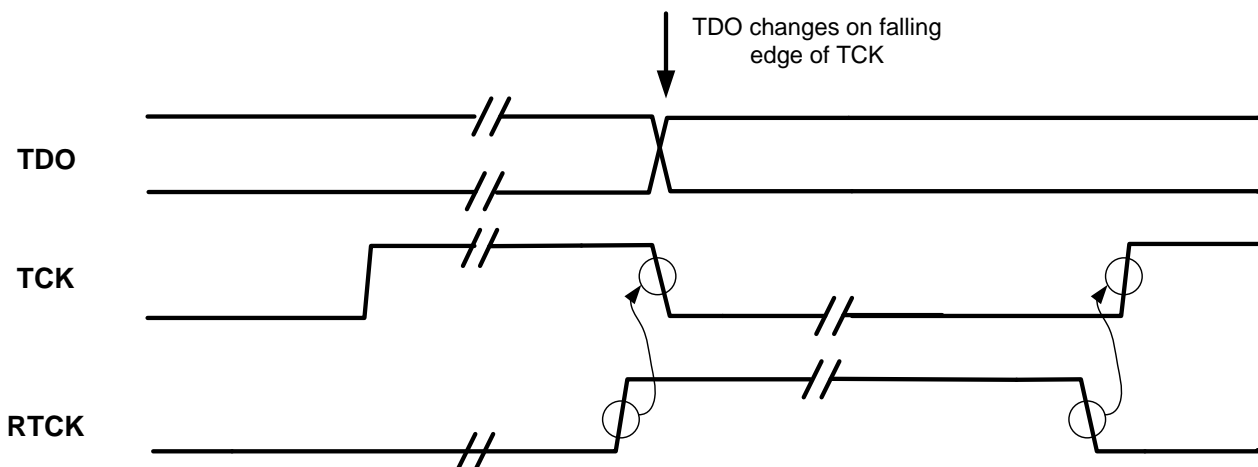 TDO changes on falling
edge of TCK
TDO
TCK
RTCK